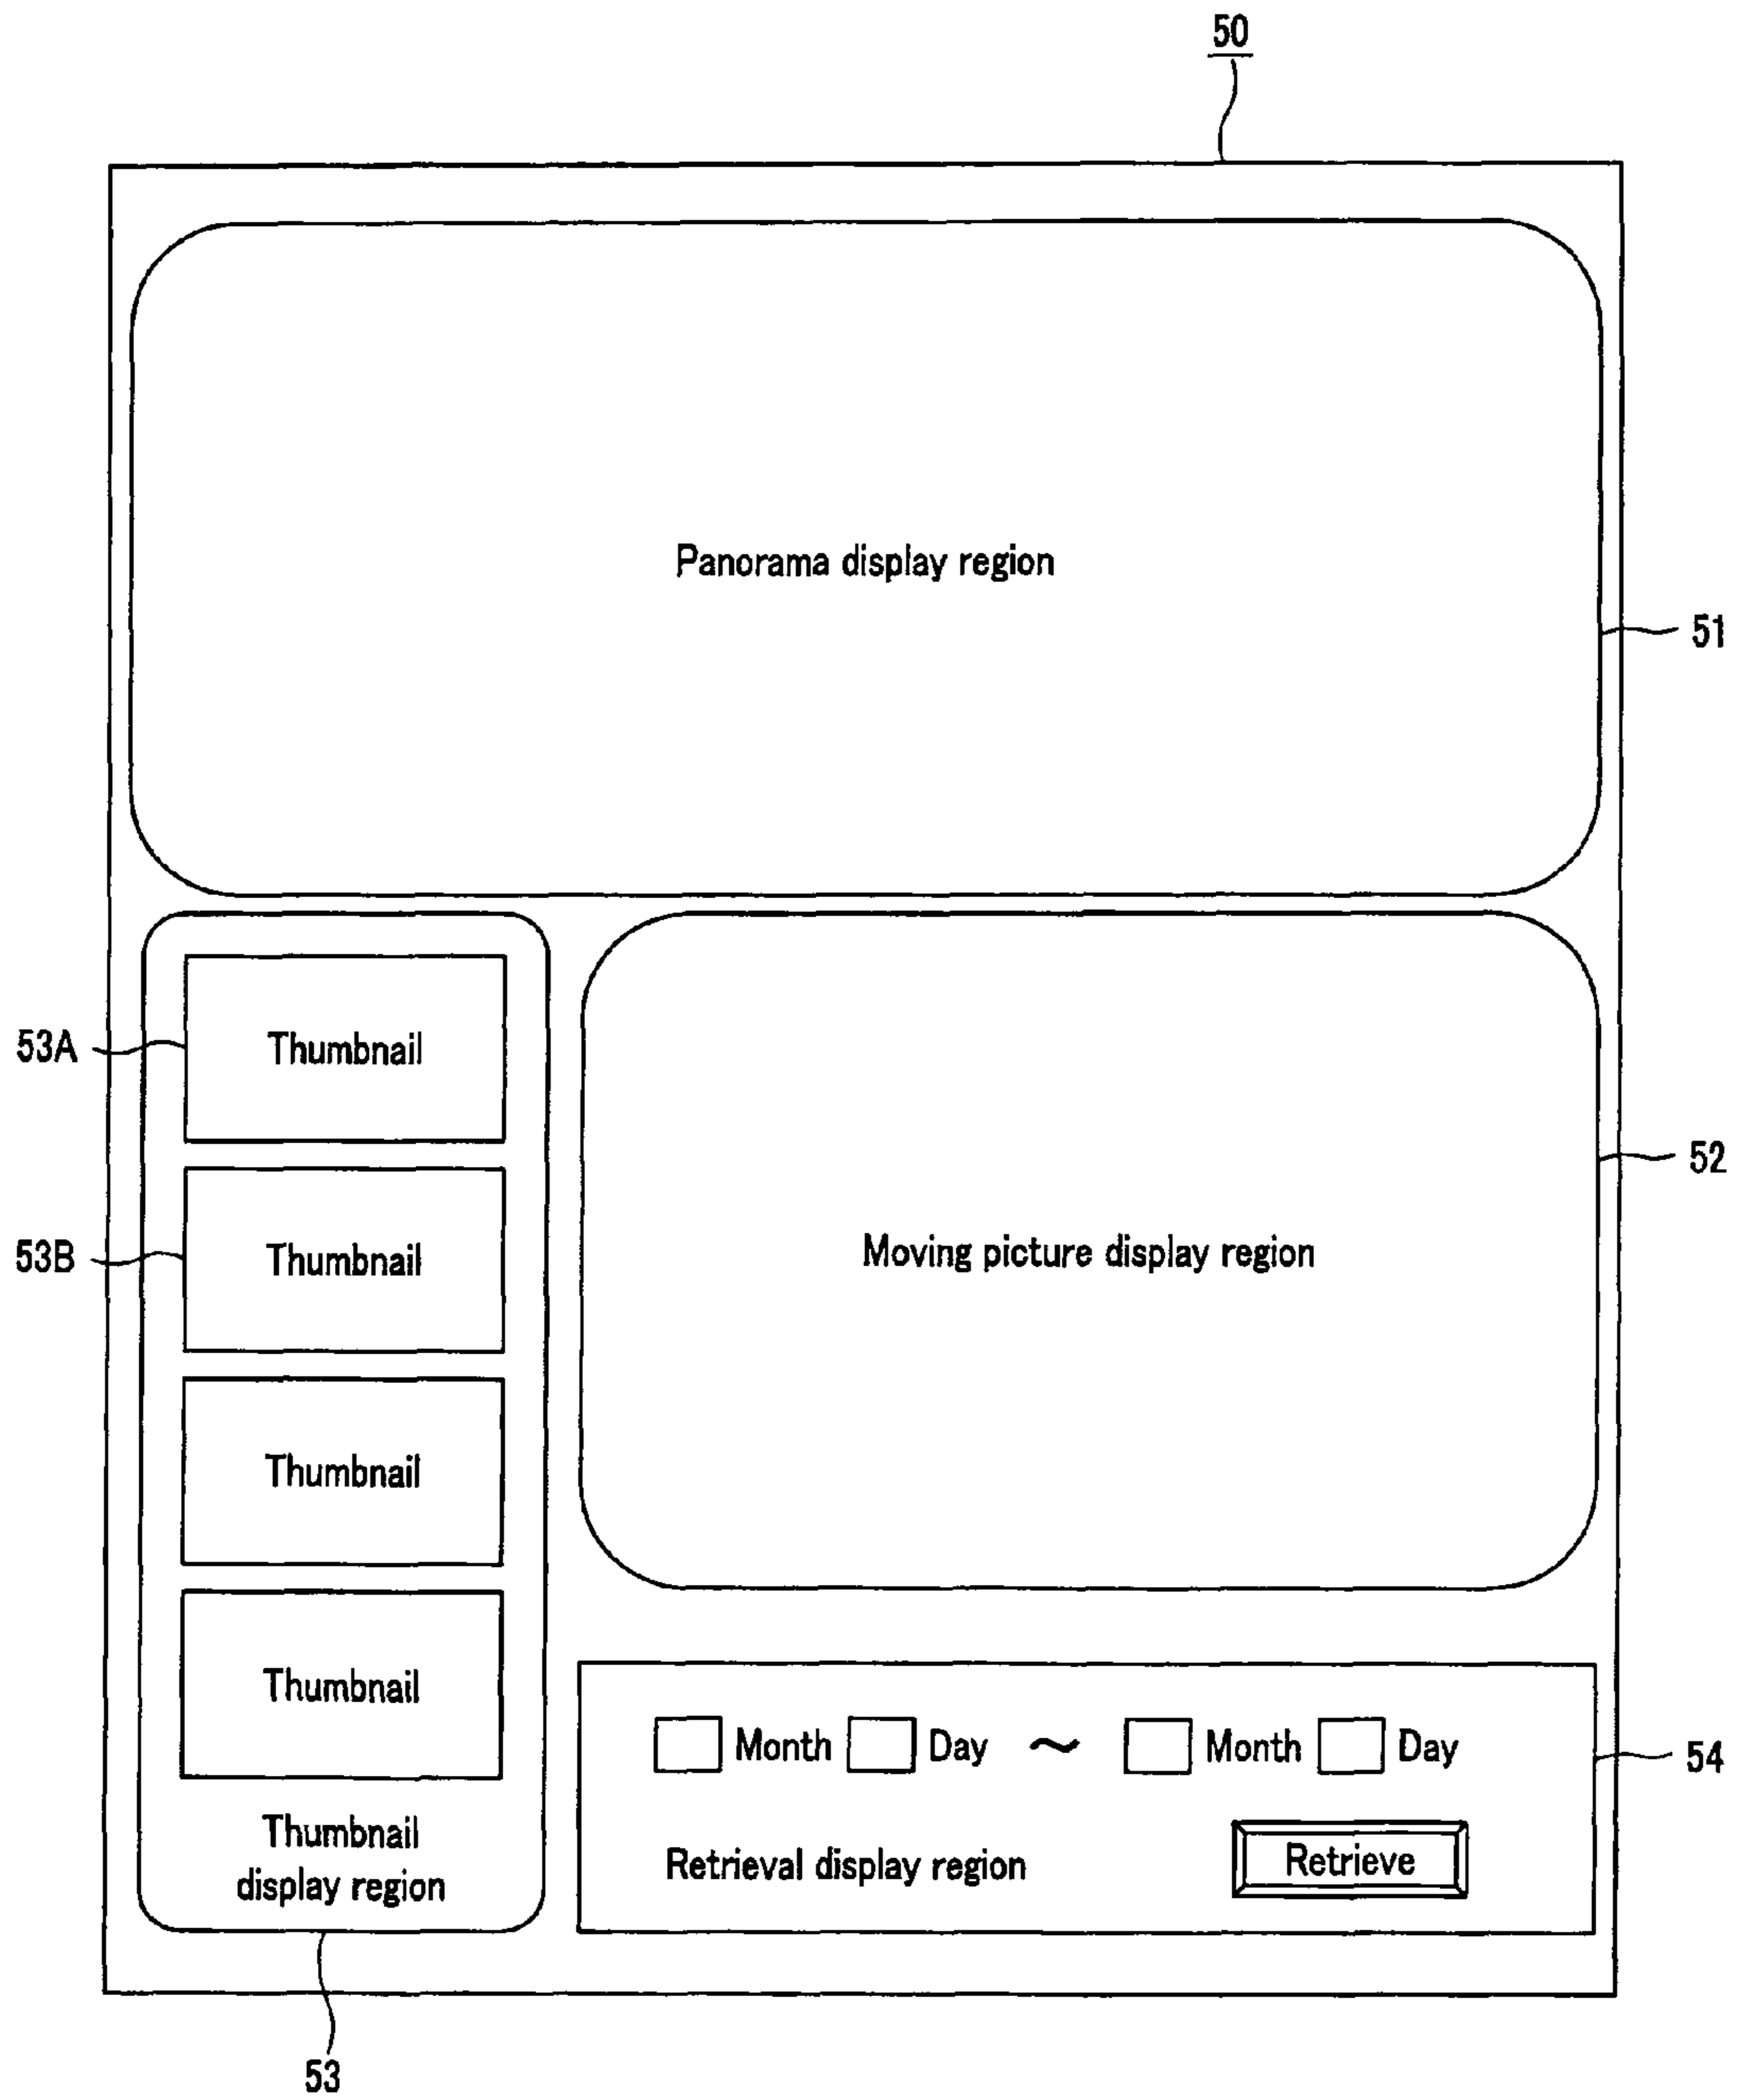 50
Panorama display region
51
53A
Thumbnail
53B
Thumbnail
Thumbnail
Thumbnail
Thumbnail
display region
53
Moving picture display region
52
Month Day ~ Month Day
54
Retrieval display region
Retrieve